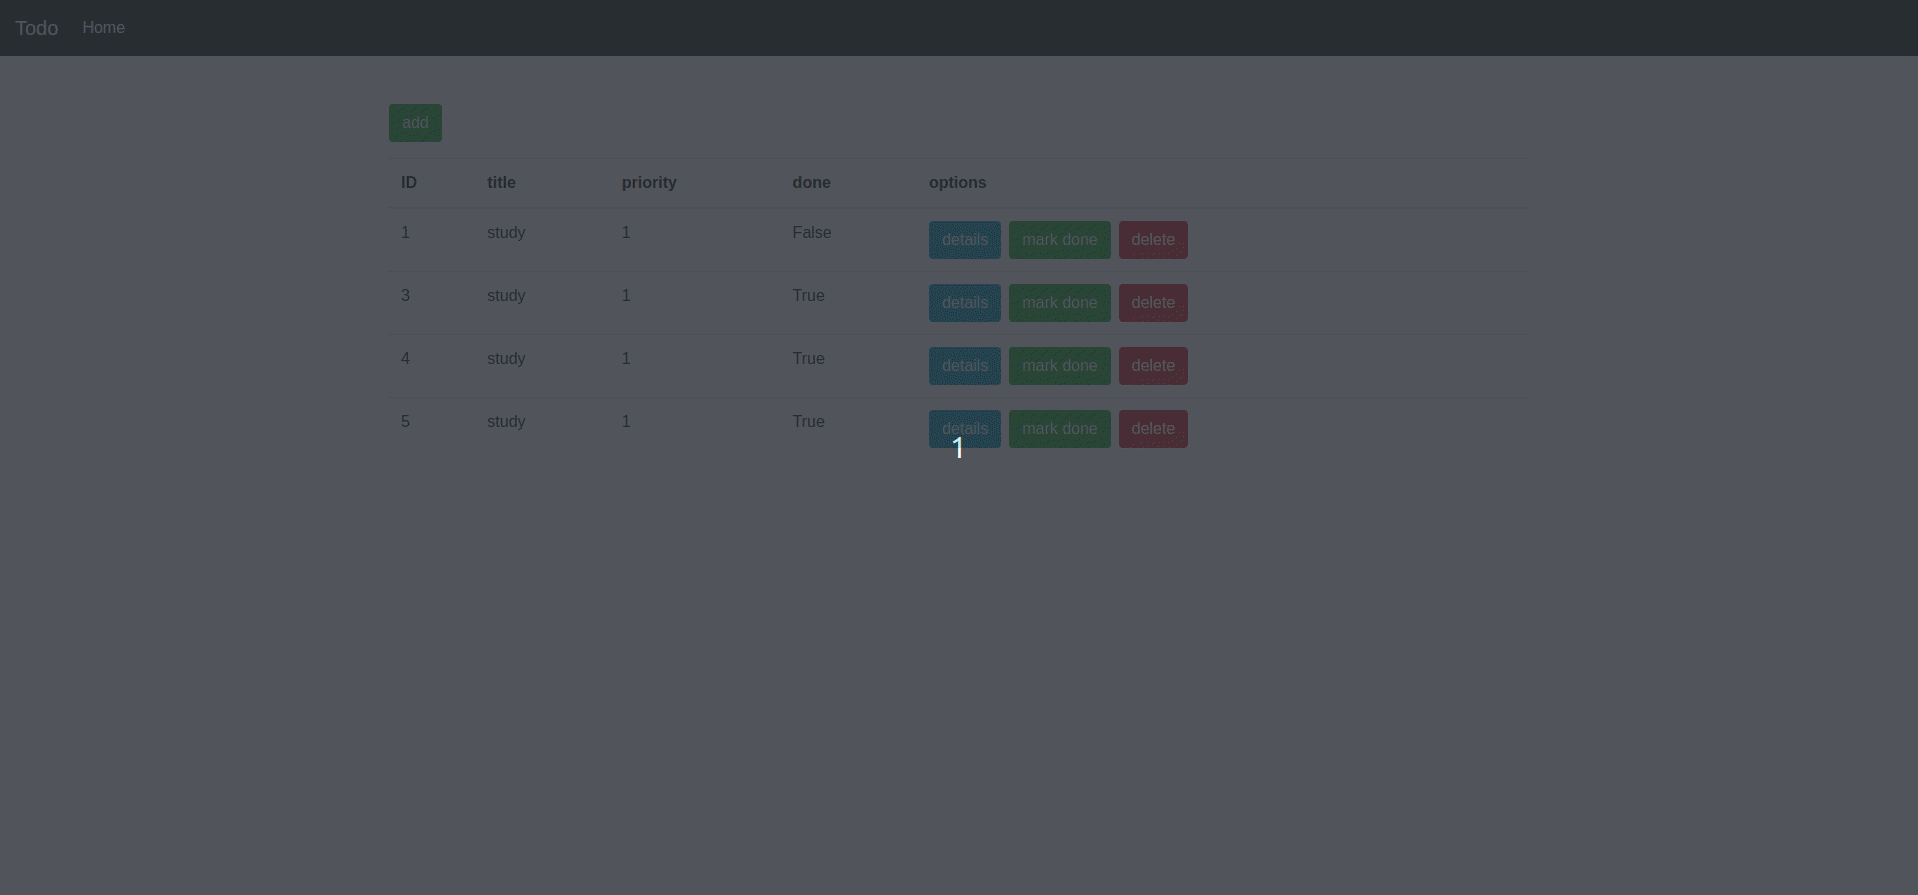 Todo Home
add
ID title priority done options
1 study 1 False details mark done delete
3 study 1 True details mark done delete
4 study 1 True details mark done delete
5 study 1 True details mark done delete
1